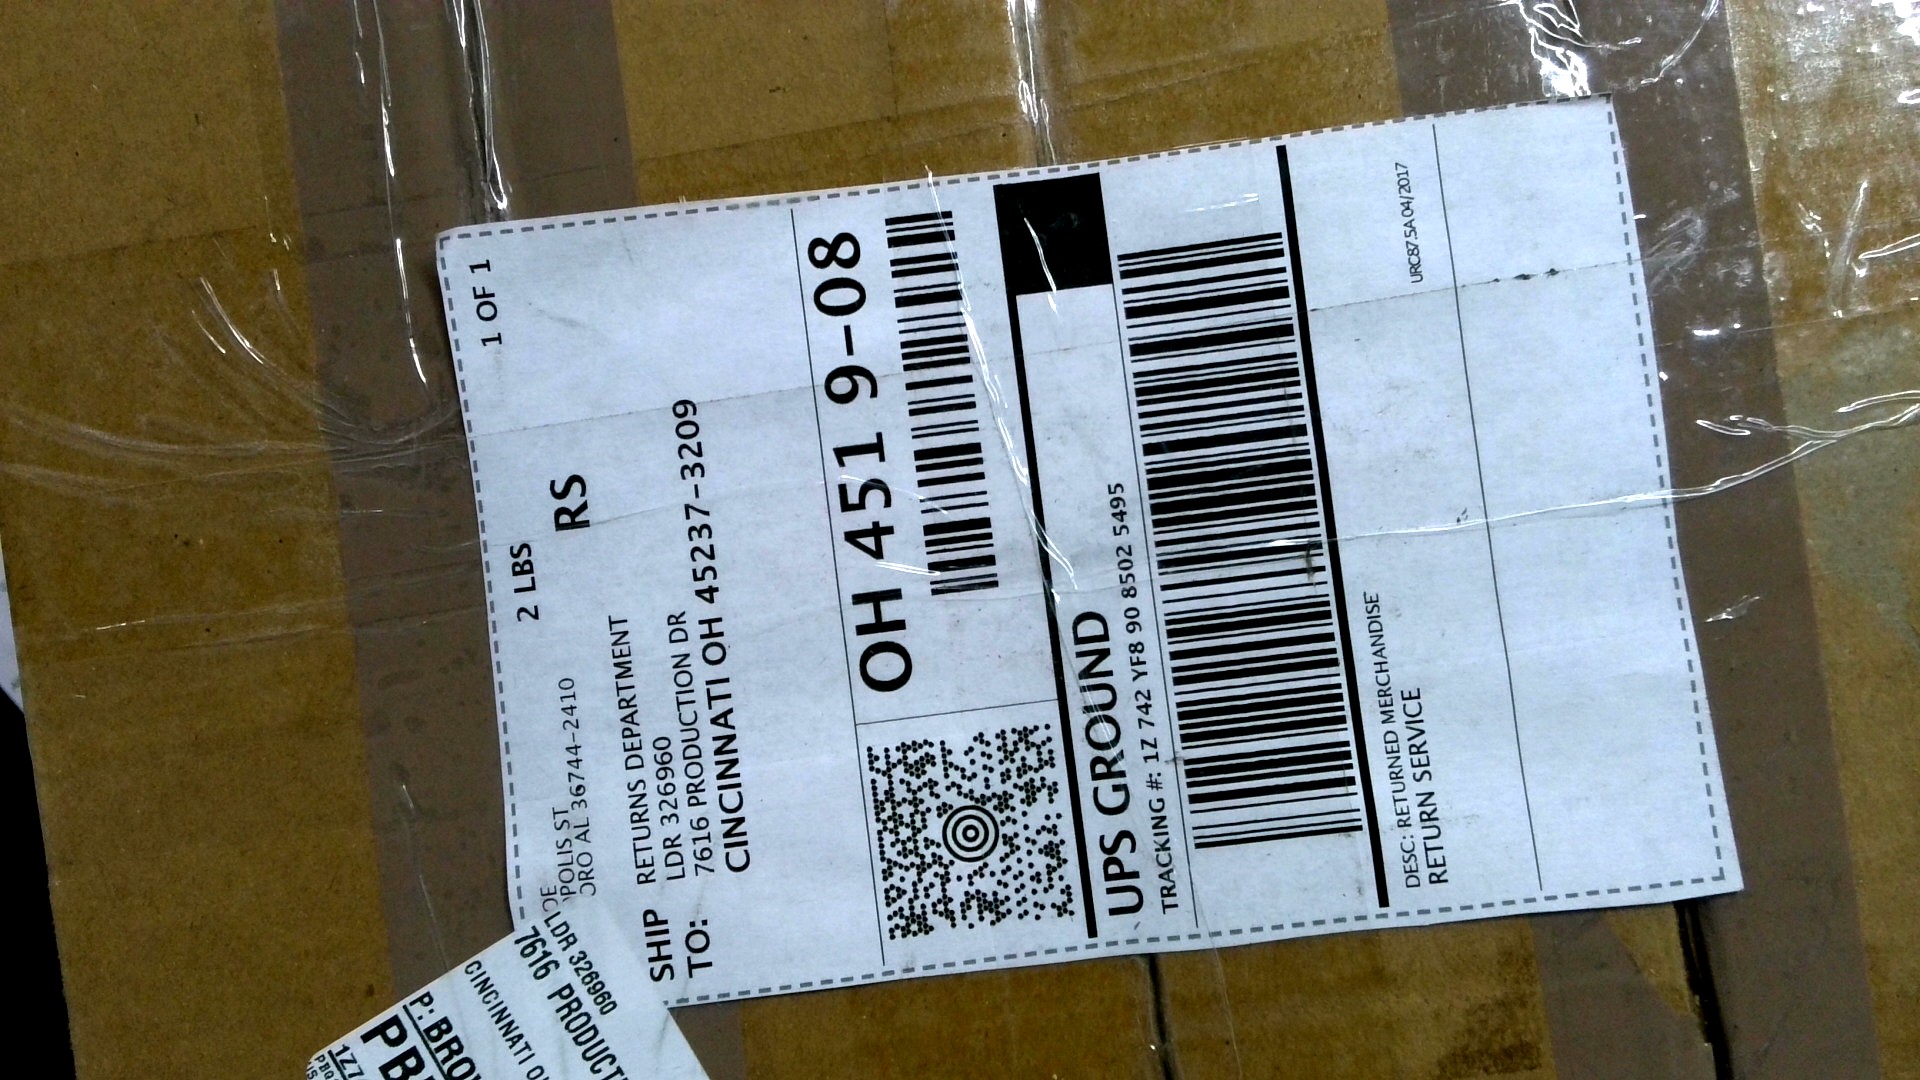 1 OF 1
2 LBS
RS
POLIS ST
ORO AL 36744-2410
SHIP
TO:
RETURNS DEPARTMENT
LDR 326960
7616 PRODUCTION DR
CINCINNATI OH 45237-3209
OH 451 9-08
UPS GROUND
TRACKING #: 1Z 742 YF8 90 8502 5495
DESC: RETURNED MERCHANDISE
RETURN SERVICE
URC87.5A 04/2017
LDR 326960
7616 PRODUCTI
CINCINNATI O
P: BRO
1Z7